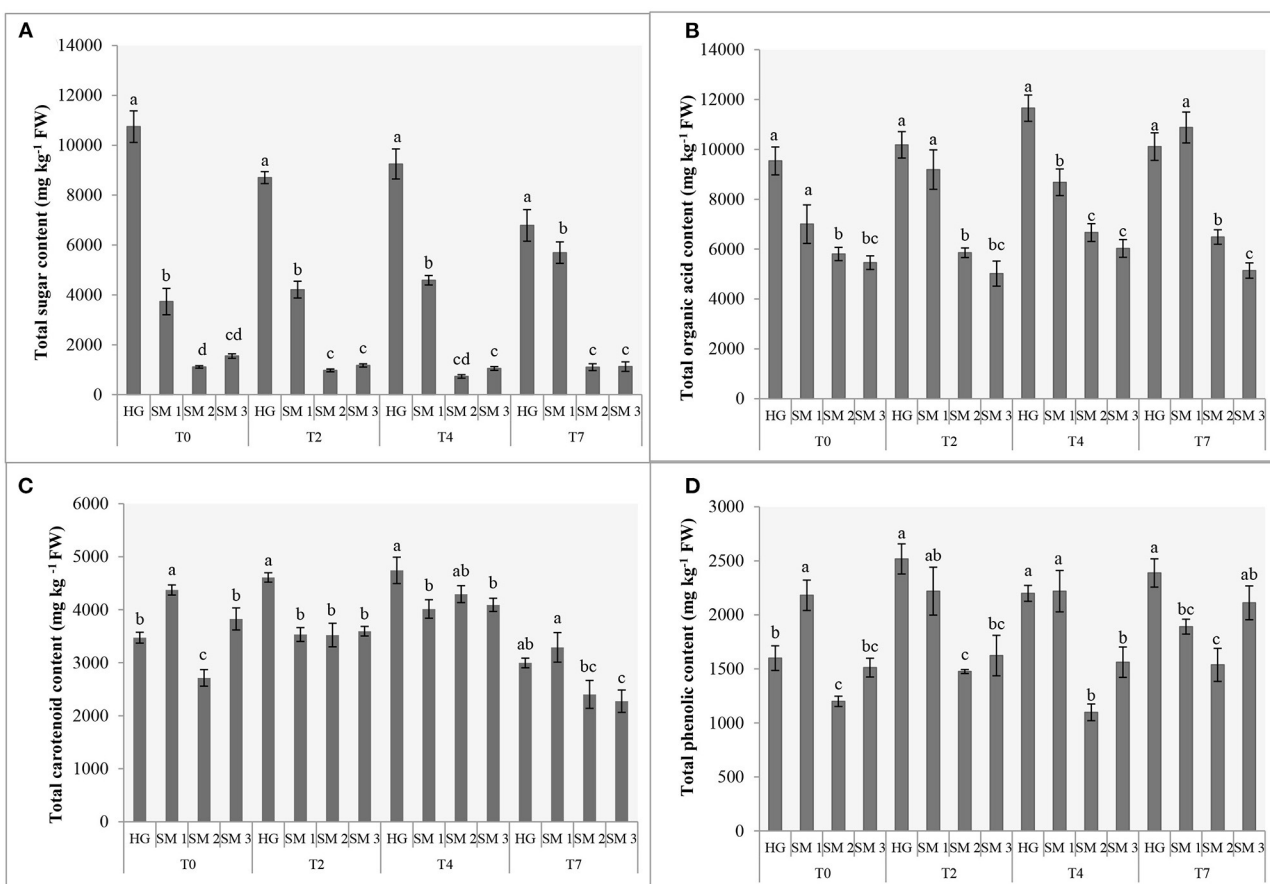 A
Total sugar content (mg kg⁻¹ FW)
14000
12000
10000
8000
6000
4000
2000
0
a
b
d
cd
a
b
c
c
a
b
cd
c
a
b
c
c
HG SM 1 SM 2 SM 3 HG SM 1 SM 2 SM 3 HG SM 1 SM 2 SM 3 HG SM 1 SM 2 SM 3
T0 T2 T4 T7
B
Total organic acid content (mg kg⁻¹ FW)
14000
12000
10000
8000
6000
4000
2000
0
a
a
b
bc
a
a
b
bc
a
b
c
c
a
a
b
c
HG SM 1 SM 2 SM 3 HG SM 1 SM 2 SM 3 HG SM 1 SM 2 SM 3 HG SM 1 SM 2 SM 3
T0 T2 T4 T7
C
Total carotenoid content (mg kg ⁻¹ FW)
6000
5000
4000
3000
2000
1000
0
b
a
c
b
a
b
b
b
a
b
ab
b
ab
a
bc
c
HG SM 1 SM 2 SM 3 HG SM 1 SM 2 SM 3 HG SM 1 SM 2 SM 3 HG SM 1 SM 2 SM 3
T0 T2 T4 T7
D
Total phenolic content (mg kg⁻¹ FW)
3000
2500
2000
1500
1000
500
0
b
a
c
bc
a
ab
c
bc
a
a
b
b
a
bc
c
ab
HG SM 1 SM 2 SM 3 HG SM 1 SM 2 SM 3 HG SM 1 SM 2 SM 3 HG SM 1 SM 2 SM 3
T0 T2 T4 T7